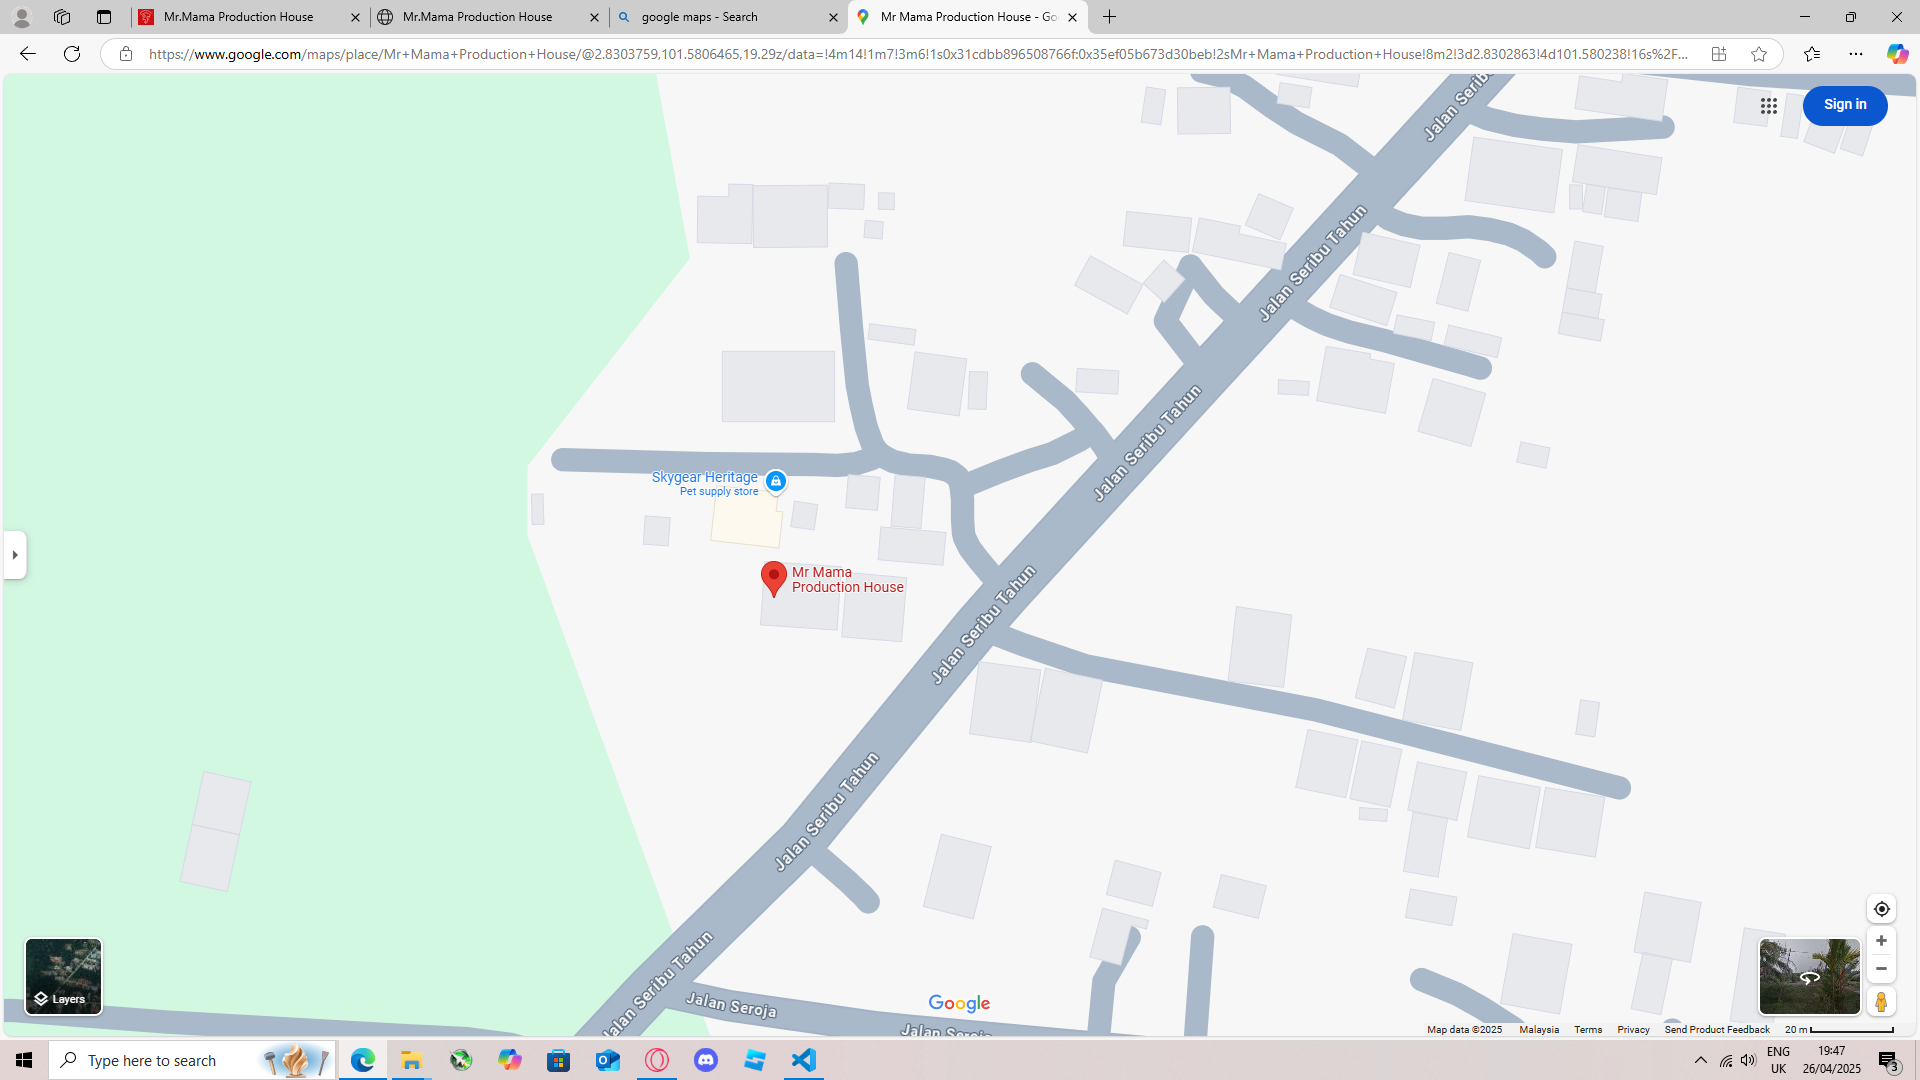 Mr.Mama Production House
Mr.Mama Production House
google maps - Search
Mr Mama Production House - Go
https://www.google.com/maps/place/Mr+Mama+Production+House/@2.8303759,101.5806465,19.29z/data=!4m14!1m7!3m6!1s0x31cdbb896508766f:0x35ef05b673d30beb!2sMr+Mama+Production+House!8m2!3d2.8302863!4d101.580238!16s%2F...
Sign in
Jalan Seribu
Jalan Seribu Tahun
Jalan Seribu Tahun
Skygear Heritage
Pet supply store
Mr Mama
Production House
Jalan Seribu Tahun
Jalan Seribu Tahun
Jalan Seribu Tahun
Jalan Seroja
Jalan Seroja
Layers
Google
Map data ©2025 Malaysia Terms Privacy Send Product Feedback 20 m
Type here to search
ENG
UK
19:47
26/04/2025
3